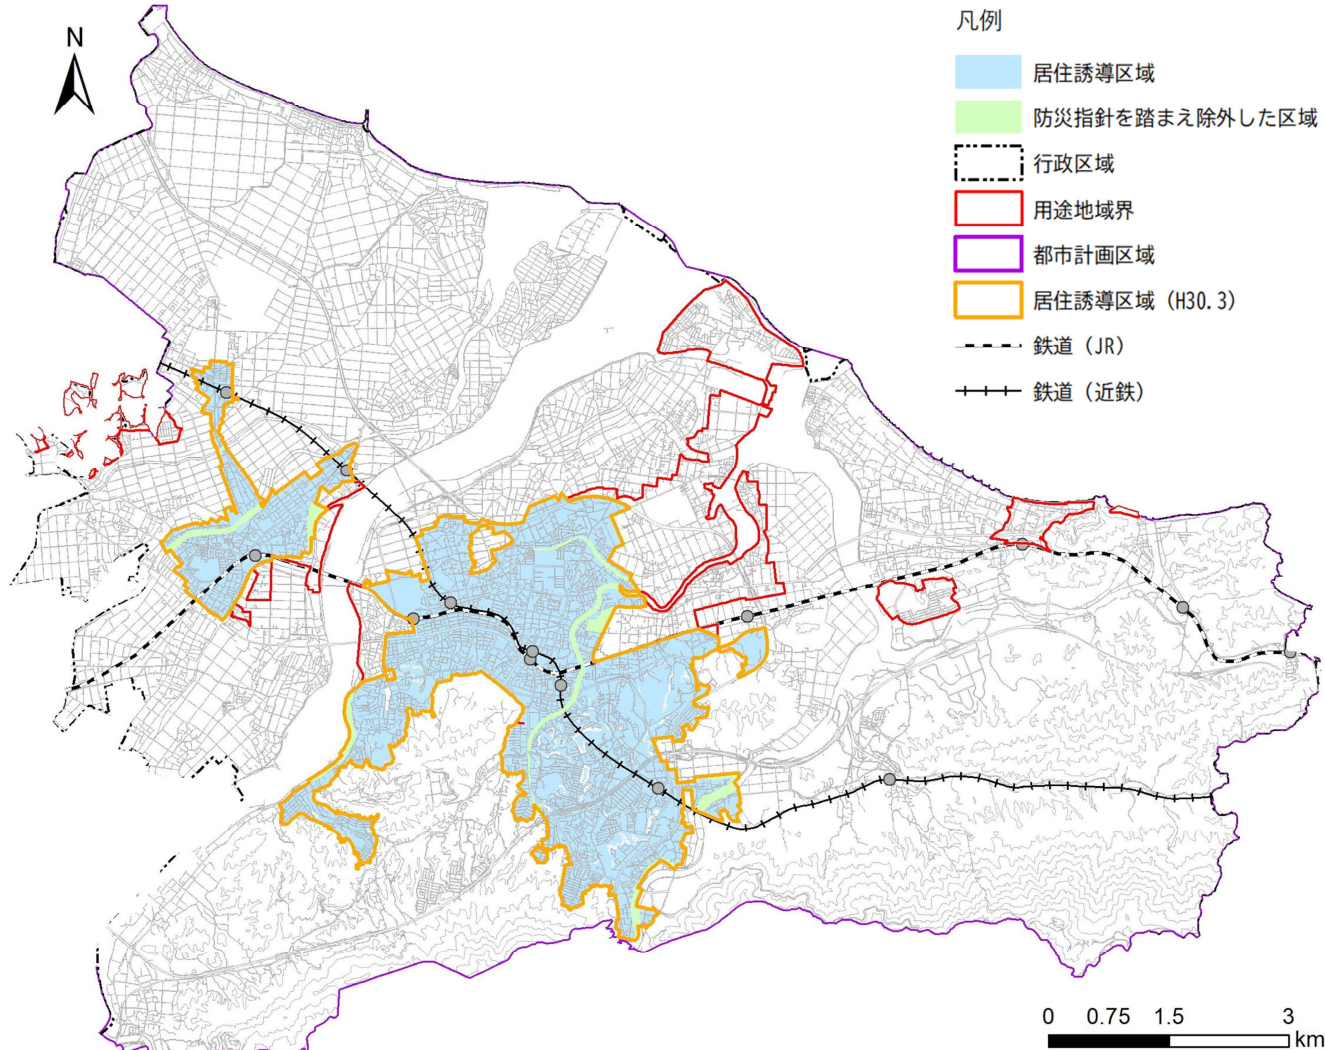 N
凡例
居住誘導区域
防災指針を踏まえ除外した区域
行政区域
用途地域界
都市計画区域
居住誘導区域（H30.3）
鉄道（JR）
鉄道（近鉄）
0 0.75 1.5 3
km